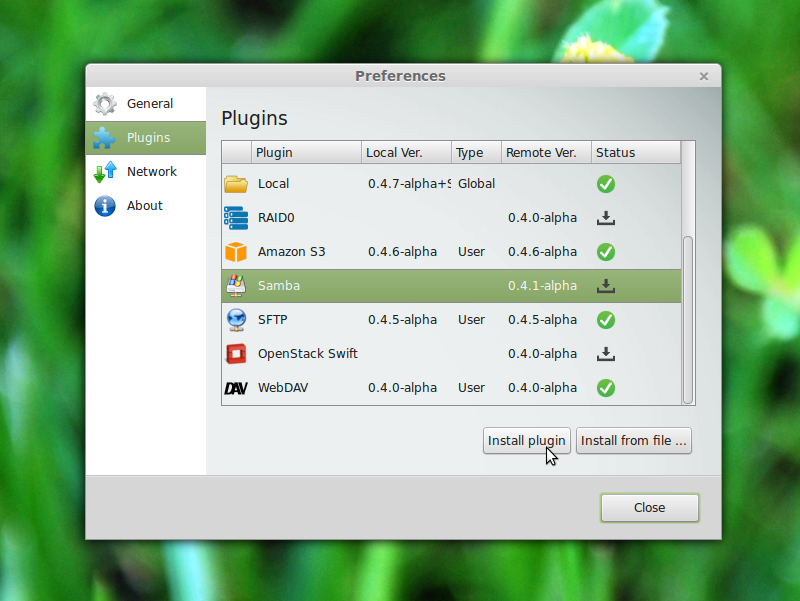 Preferences
General
Plugins
Network
About
Plugins
Plugin Local Ver. Type Remote Ver. Status
Local 0.4.7-alpha+S Global
RAID0 0.4.0-alpha
Amazon S3 0.4.6-alpha User 0.4.6-alpha
Samba 0.4.1-alpha
SFTP 0.4.5-alpha User 0.4.5-alpha
OpenStack Swift 0.4.0-alpha
DAV WebDAV 0.4.0-alpha User 0.4.0-alpha
Install plugin Install from file ...
Close